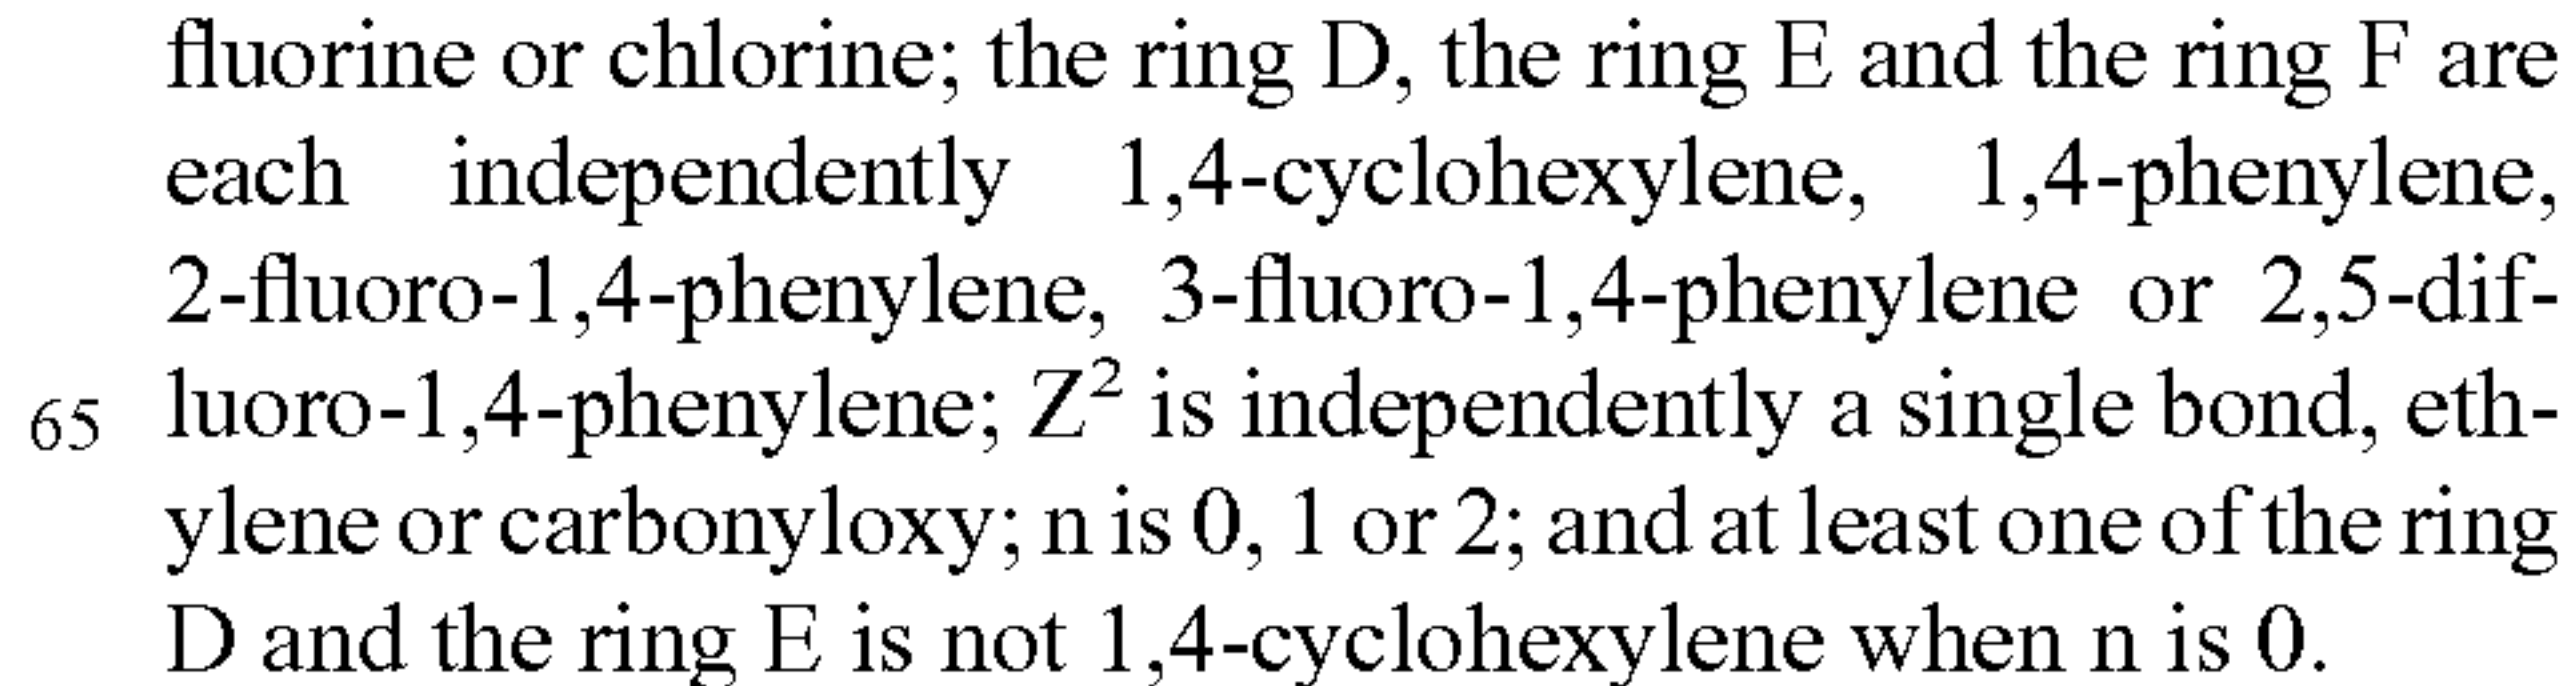 fluorine or chlorine; the ring D, the ring E and the ring F are
each independently 1,4-cyclohexylene, 1,4-phenylene,
2-fluoro-1,4-phenylene, 3-fluoro-1,4-phenylene or 2,5-dif-
65 luoro-1,4-phenylene; Z² is independently a single bond, eth-
ylene or carbonyloxy; n is 0, 1 or 2; and at least one of the ring
D and the ring E is not 1,4-cyclohexylene when n is 0.